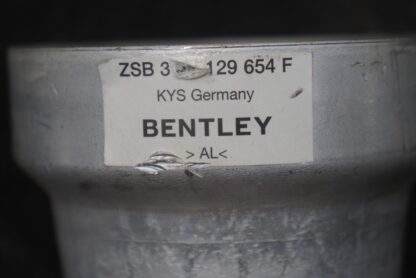 ZSB 3 129 654 F
KYS Germany
BENTLEY
>AL<